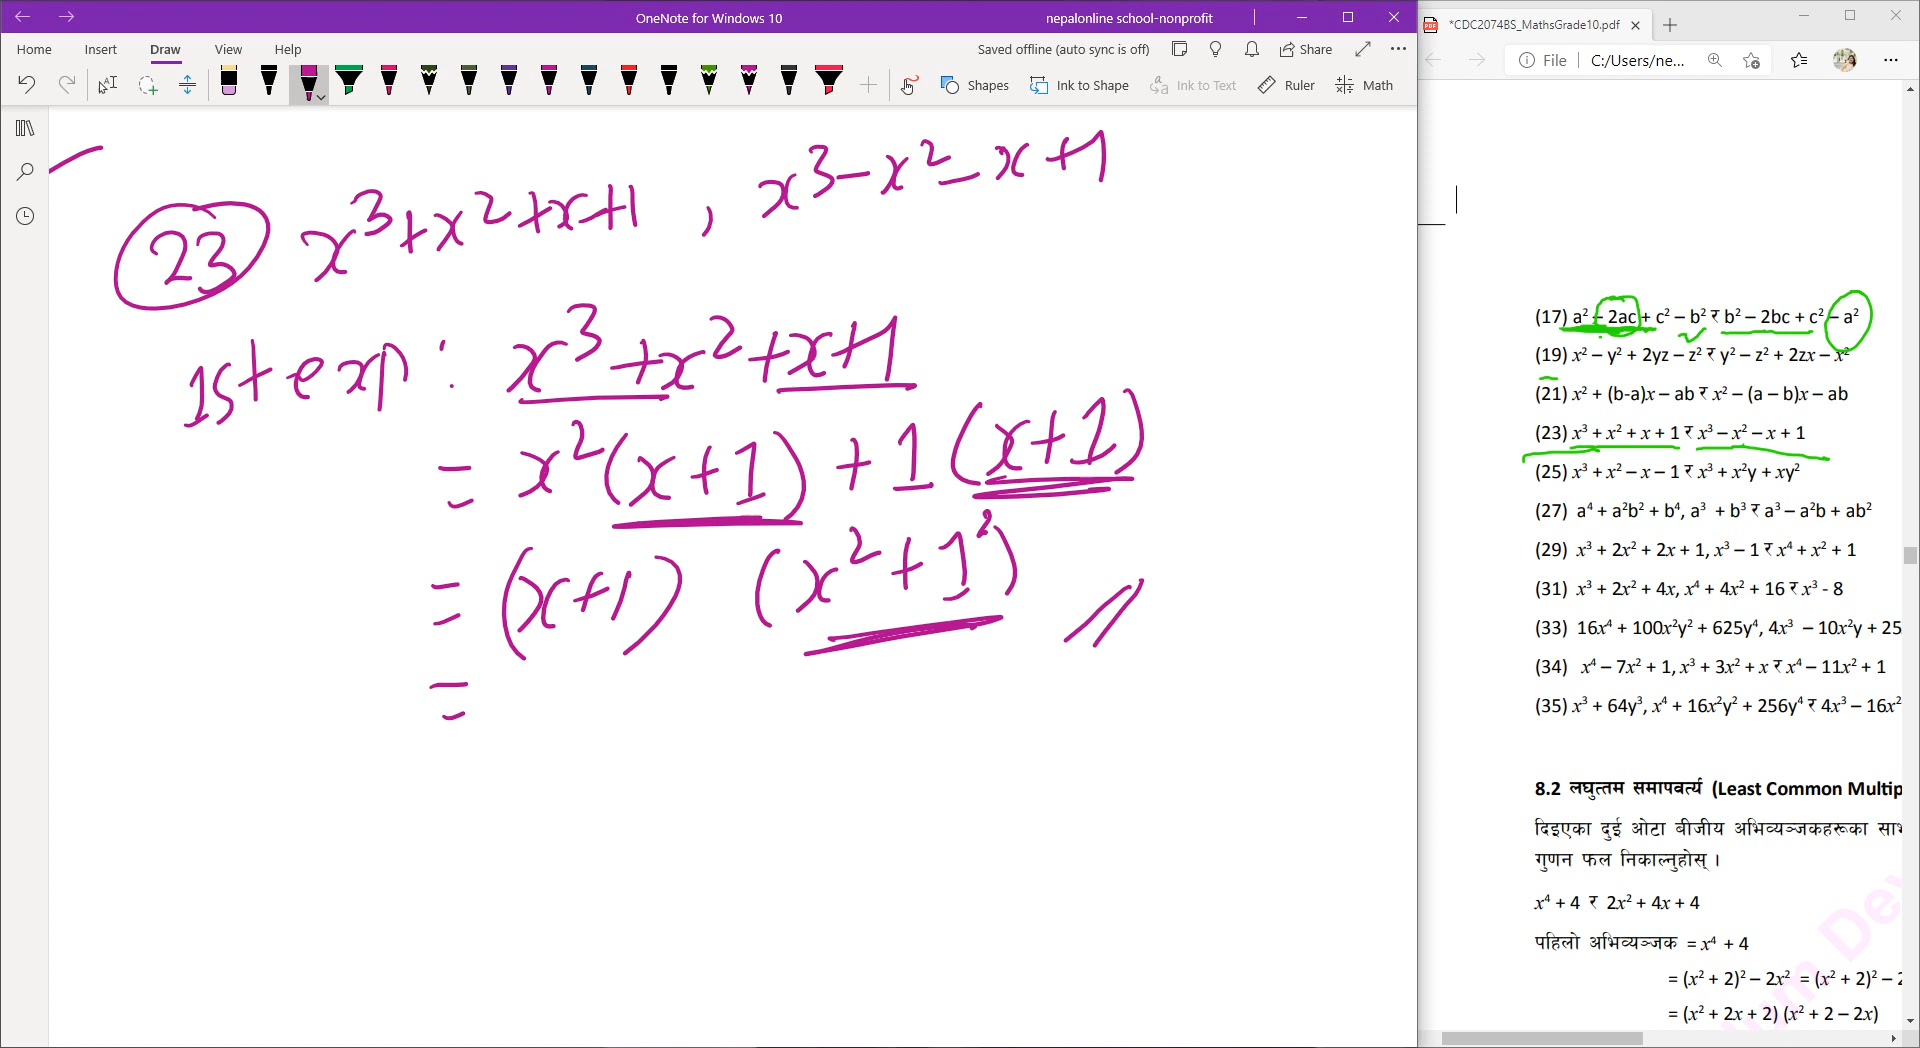 OneNote for Windows 10
nepalonline school-nonprofit
Home Insert Draw View Help
Saved offline (auto sync is off) Share
Shapes Ink to Shape Ink to Text Ruler Math
23 x³+x²+x+1 , x³-x²-x+1
1st exp : x³+x²+x+1
= x²(x+1) + 1(x+1)
= (x+1) (x²+1²)
=
*CDC2074BS_MathsGrade10.pdf
File C:/Users/ne...
(17) a² – 2ac + c² – b² र b² – 2bc + c² – a²
(19) x² – y² + 2yz – z² र y² – z² + 2zx – x²
(21) x² + (b-a)x – ab र x² – (a – b)x – ab
(23) x³ + x² + x + 1 र x³ – x² – x + 1
(25) x³ + x² – x – 1 र x³ + x²y + xy²
(27) a⁴ + a²b² + b⁴, a³ + b³ र a³ – a²b + ab²
(29) x³ + 2x² + 2x + 1, x³ – 1 र x⁴ + x² + 1
(31) x³ + 2x² + 4x, x⁴ + 4x² + 16 र x³ - 8
(33) 16x⁴ + 100x²y² + 625y⁴, 4x³ – 10x²y + 25
(34) x⁴ – 7x² + 1, x³ + 3x² + x र x⁴ – 11x² + 1
(35) x³ + 64y³, x⁴ + 16x²y² + 256y⁴ र 4x³ – 16x²
8.2 लघुत्तम समापवर्त्य (Least Common Multip
दिइएका दुई ओटा बीजीय अभिव्यञ्जकहरूका
गुणन फल निकाल्नुहोस् ।
x⁴ + 4 र 2x² + 4x + 4
पहिलो अभिव्यञ्जक = x⁴ + 4
= (x² + 2)² – 2x² = (x² + 2)² – 2
= (x² + 2x + 2) (x² + 2 – 2x)